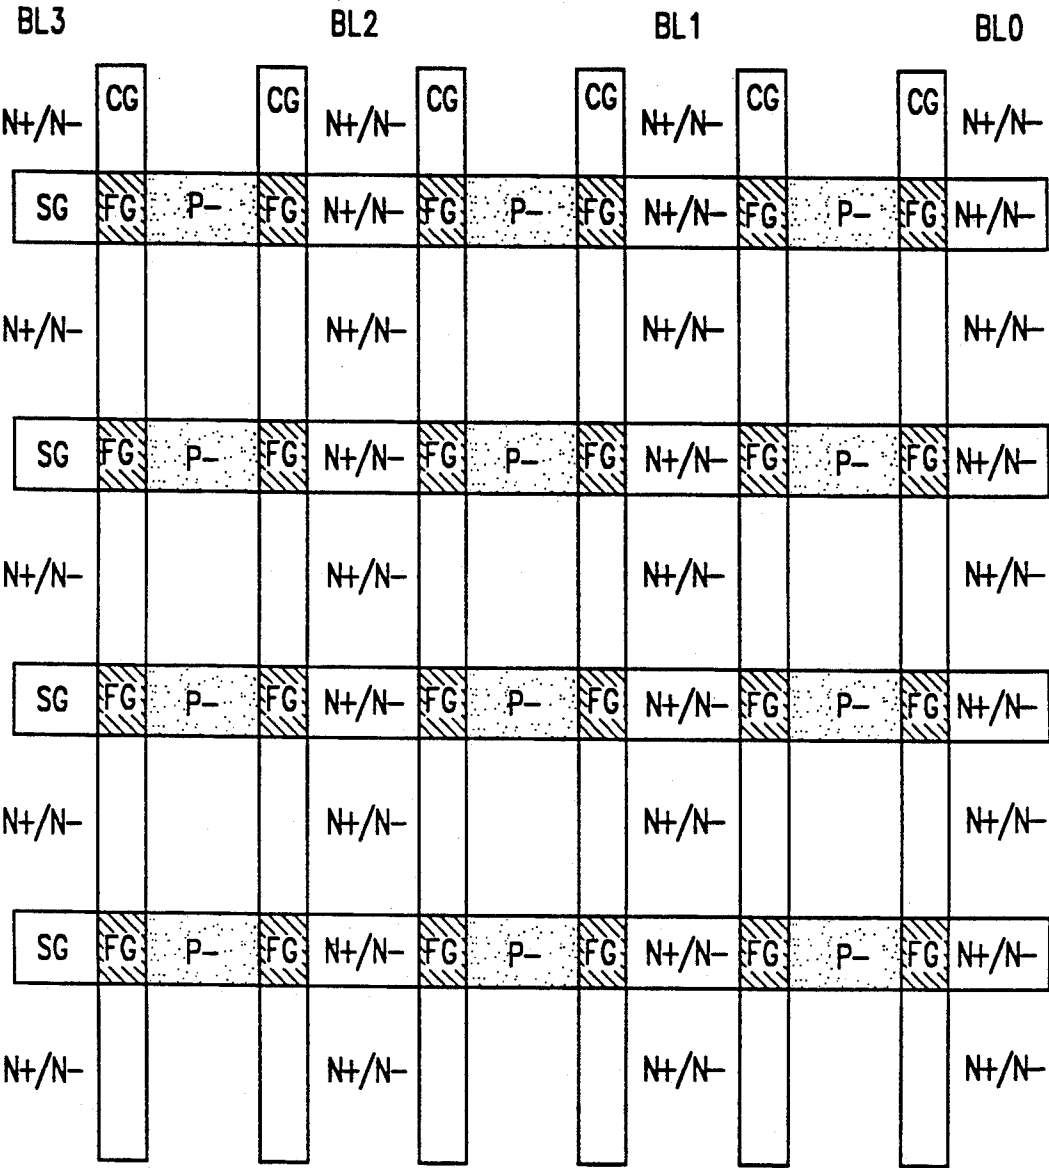 BL3 BL2 BL1 BL0
CG CG CG CG CG CG
N+/N- N+/N- N+/N- N+/N-
SG FG P- FG N+/N- FG P- FG N+/N- FG P- FG N+/N-
N+/N- N+/N- N+/N- N+/N-
SG FG P- FG N+/N- FG P- FG N+/N- FG P- FG N+/N-
N+/N- N+/N- N+/N- N+/N-
SG FG P- FG N+/N- FG P- FG N+/N- FG P- FG N+/N-
N+/N- N+/N- N+/N- N+/N-
SG FG P- FG N+/N- FG P- FG N+/N- FG P- FG N+/N-
N+/N- N+/N- N+/N- N+/N-